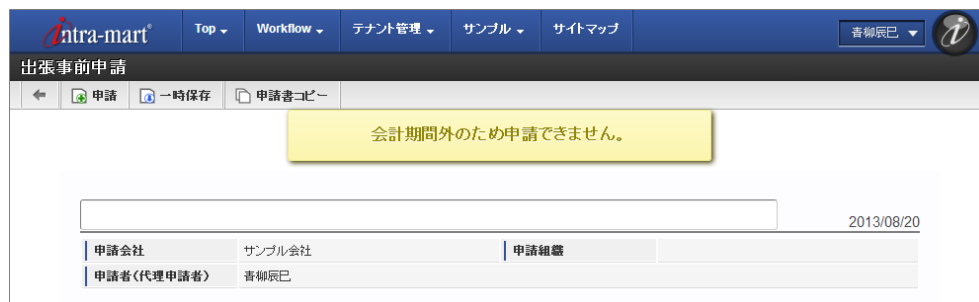 intra-mart® Top Workflow テナント管理 サンプル サイトマップ 青柳辰巳
出張事前申請
申請 一時保存 申請書コピー
会計期間外のため申請できません。
2013/08/20
申請会社 サンプル会社 申請組織
申請者(代理申請者) 青柳辰巳